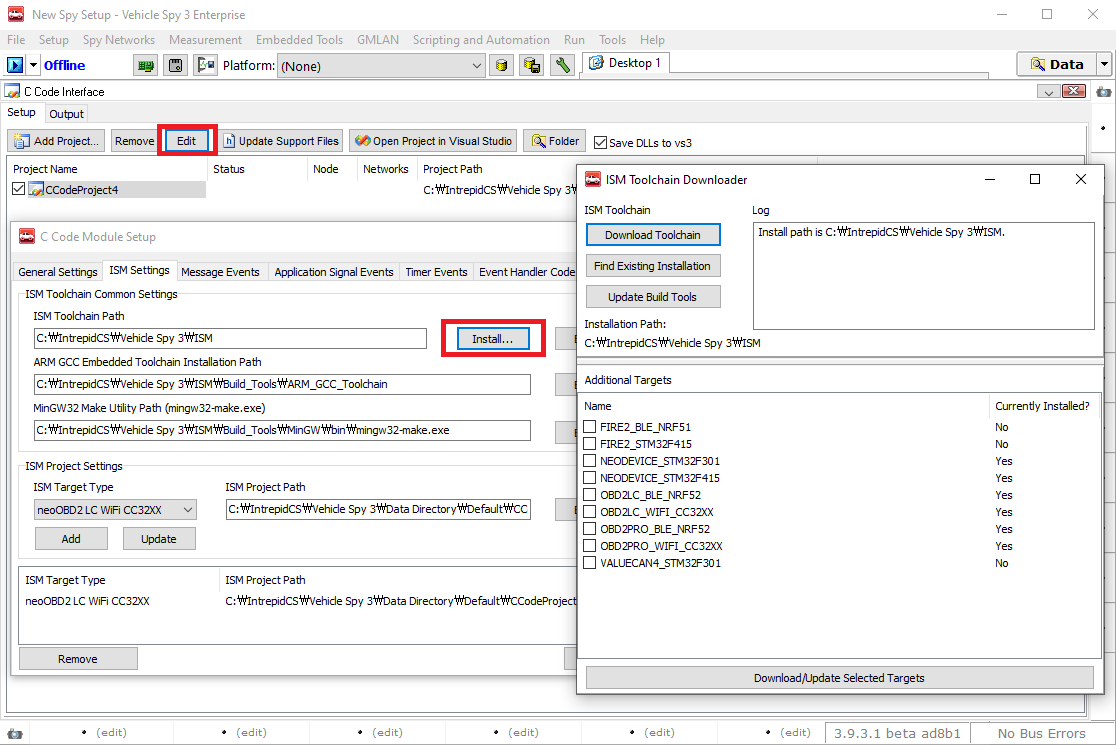 New Spy Setup - Vehicle Spy 3 Enterprise
File Setup Spy Networks Measurement Embedded Tools GMLAN Scripting and Automation Run Tools Help
Offline Platform: (None) Desktop 1 Data
C Code Interface
Setup Output
Add Project... Remove Edit Update Support Files Open Project in Visual Studio Folder Save DLLs to vs3
Project Name Status Node Networks Project Path
CCodeProject4 C:₩IntrepidCS₩Vehicle Spy 3₩
C Code Module Setup
General Settings ISM Settings Message Events Application Signal Events Timer Events Event Handler Code
ISM Toolchain Common Settings
ISM Toolchain Path
C:₩IntrepidCS₩Vehicle Spy 3₩ISM Install...
ARM GCC Embedded Toolchain Installation Path
C:₩IntrepidCS₩Vehicle Spy 3₩ISM₩Build_Tools₩ARM_GCC_Toolchain
MinGW32 Make Utility Path (mingw32-make.exe)
C:₩IntrepidCS₩Vehicle Spy 3₩ISM₩Build_Tools₩MinGW₩bin₩mingw32-make.exe
ISM Project Settings
ISM Target Type ISM Project Path
neoOBD2 LC WiFi CC32XX C:₩IntrepidCS₩Vehicle Spy 3₩Data Directory₩Default₩CC
Add Update
ISM Target Type ISM Project Path
neoOBD2 LC WiFi CC32XX C:₩IntrepidCS₩Vehicle Spy 3₩Data Directory₩Default₩CCodeProject
Remove
ISM Toolchain Downloader
ISM Toolchain Log
Download Toolchain Install path is C:₩IntrepidCS₩Vehicle Spy 3₩ISM.
Find Existing Installation
Update Build Tools
Installation Path:
C:₩IntrepidCS₩Vehicle Spy 3₩ISM
Additional Targets
Name Currently Installed?
FIRE2_BLE_NRF51 No
FIRE2_STM32F415 No
NEODEVICE_STM32F301 Yes
NEODEVICE_STM32F415 Yes
OBD2LC_BLE_NRF52 Yes
OBD2LC_WIFI_CC32XX Yes
OBD2PRO_BLE_NRF52 Yes
OBD2PRO_WIFI_CC32XX Yes
VALUECAN4_STM32F301 No
Download/Update Selected Targets
(edit) (edit) (edit) (edit) (edit) (edit) 3.9.3.1 beta ad8b1 No Bus Errors